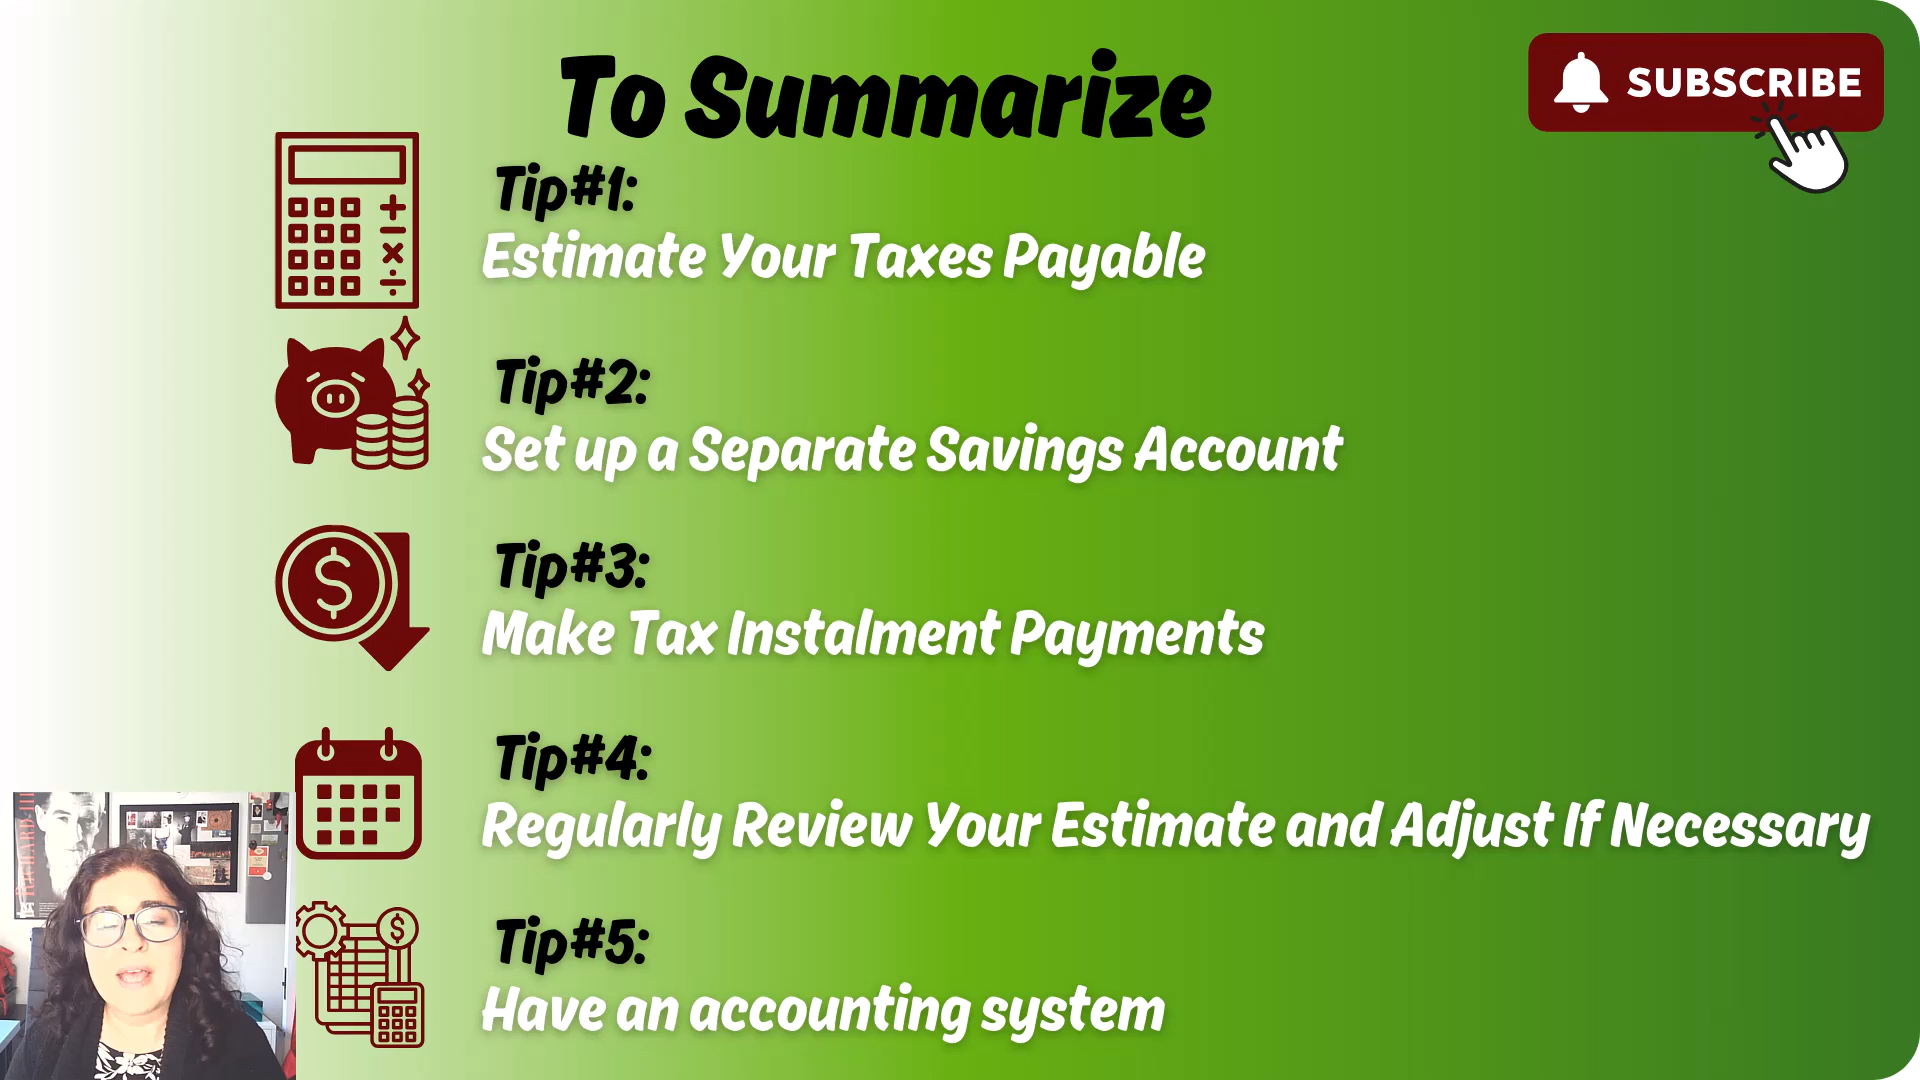 To Summarize
SUBSCRIBE
Tip#1:
Estimate Your Taxes Payable
Tip#2:
Set up a Separate Savings Account
Tip#3:
Make Tax Instalment Payments
Tip#4:
Regularly Review Your Estimate and Adjust If Necessary
Tip#5:
Have an accounting system
RICHARD III